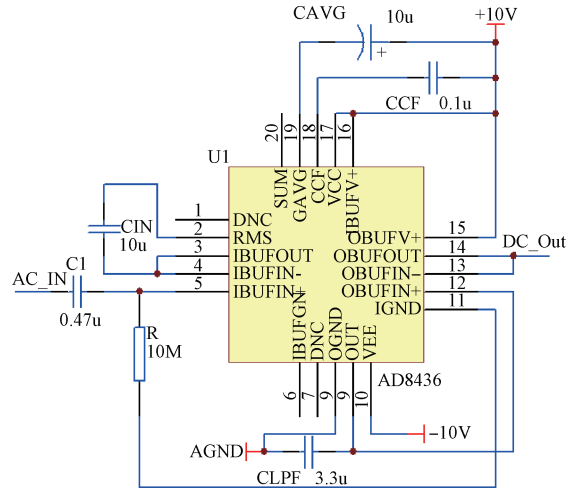 CAVG
10u
+10V
+
CCF
0.1u
20
19
18
17
16
U1
SUM
GAVG
CCF
VCC
IBUFV+
1
DNC
2
RMS
3
IBUFOUT
4
IBUFIN-
5
IBUFIN+
OBUFV+
15
OBUFOUT
14
OBUFIN−
13
OBUFIN+
12
IGND
11
DC_Out
CIN
10u
C1
AC_IN
0.47u
R
10M
IBUFGN
DNC
OGND
OUT
VEE
AD8436
6
7
9
9
10
−10V
AGND
CLPF
3.3u